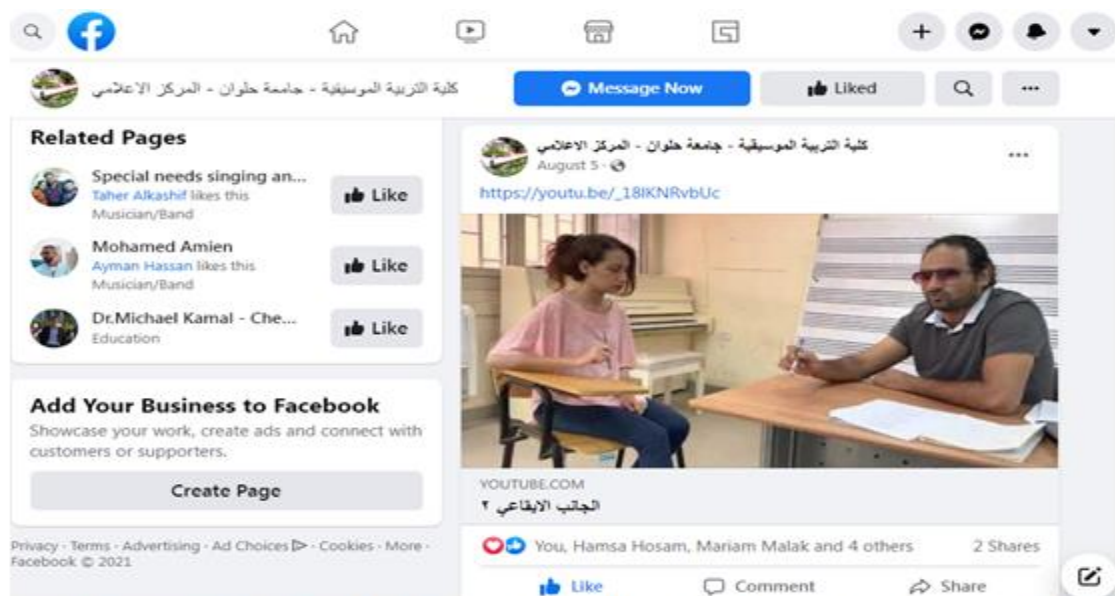 كلية التربية الموسيقية - جامعة حلوان - المركز الاعلامي
Message Now
Liked
Related Pages
Special needs singing an...
Taher Alkashif likes this
Musician/Band
Like
Mohamed Amien
Ayman Hassan likes this
Musician/Band
Like
Dr.Michael Kamal - Che...
Education
Like
Add Your Business to Facebook
Showcase your work, create ads and connect with
customers or supporters.
Create Page
Privacy · Terms · Advertising · Ad Choices · Cookies · More ·
Facebook © 2021
كلية التربية الموسيقية - جامعة حلوان - المركز الاعلامي
August 5 ·
https://youtu.be/_18IKNRvbUc
YOUTUBE.COM
الجانب الايقاعي ٢
You, Hamsa Hosam, Mariam Malak and 4 others
2 Shares
Like
Comment
Share